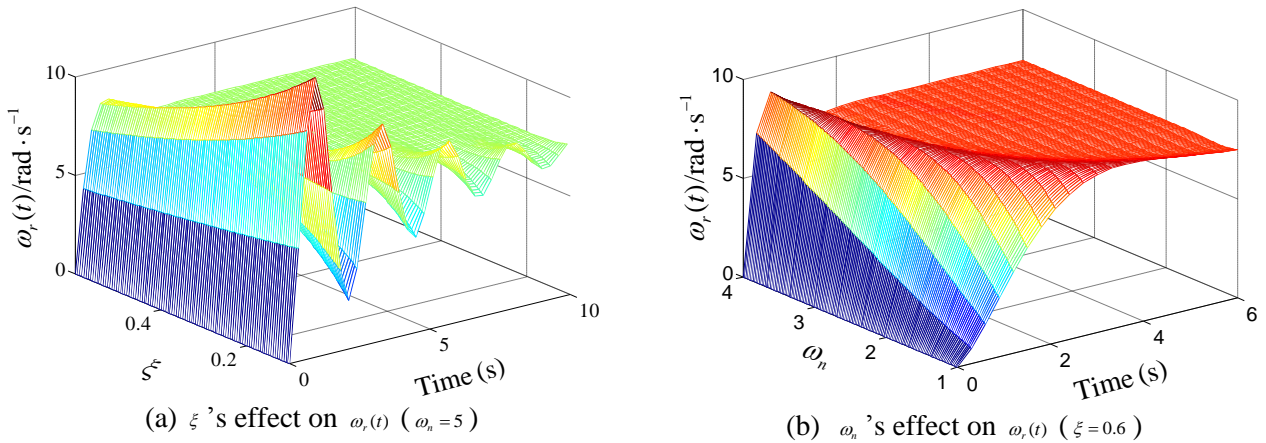 10
5
0
ω_r(t)/rad·s⁻¹
0.4
0.2
ξ
0
5
10
Time (s)
(a) ξ 's effect on ω_r(t) ( ω_n = 5 )
10
5
0
ω_r(t)/rad·s⁻¹
4
3
2
1
ω_n
0
2
4
6
Time (s)
(b) ω_n 's effect on ω_r(t) ( ξ = 0.6 )